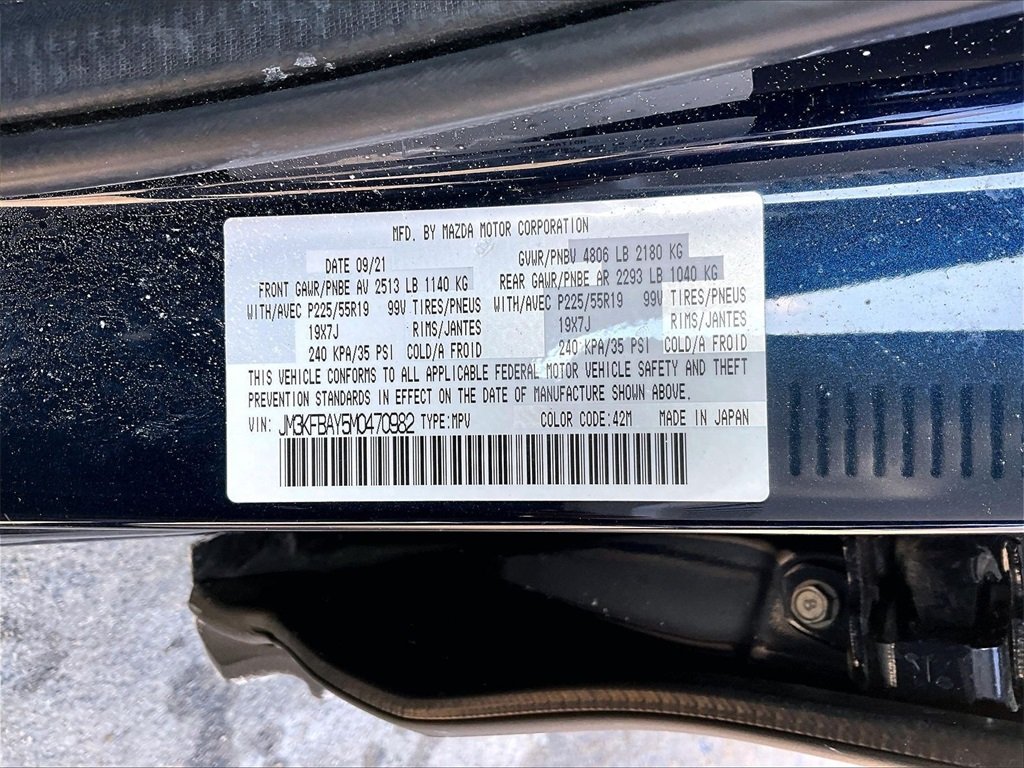 MFD. BY MAZDA MOTOR CORPORATION
DATE 09/21 GVWR/PNBV 4806 LB 2180 KG
FRONT GAWR/PNBE AV 2513 LB 1140 KG REAR GAWR/PNBE AR 2293 LB 1040 KG
WITH/AVEC P225/55R19 99V TIRES/PNEUS WITH/AVEC P225/55R19 99V TIRES/PNEUS
19X7J RIMS/JANTES 19X7J RIMS/JANTES
240 KPA/35 PSI COLD/A FROID 240 KPA/35 PSI COLD/A FROID
THIS VEHICLE CONFORMS TO ALL APPLICABLE FEDERAL MOTOR VEHICLE SAFETY AND THEFT
PREVENTION STANDARDS IN EFFECT ON THE DATE OF MANUFACTURE SHOWN ABOVE.
VIN: JM3KFBAY5M0470982 TYPE:MPV COLOR CODE:42M MADE IN JAPAN